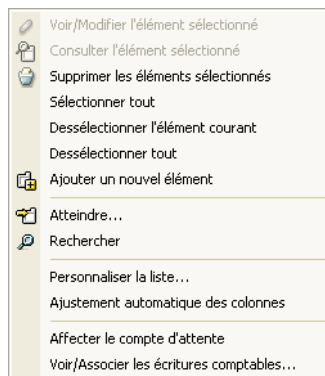 Voir/Modifier l'élément sélectionné
Consulter l'élément sélectionné
Supprimer les éléments sélectionnés
Sélectionner tout
Dessélectionner l'élément courant
Dessélectionner tout
Ajouter un nouvel élément
Atteindre...
Rechercher
Personnaliser la liste...
Ajustement automatique des colonnes
Affecter le compte d'attente
Voir/Associer les écritures comptables...